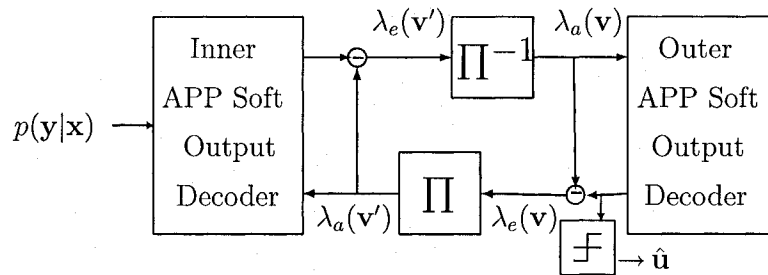 Inner
APP Soft
Output
Decoder
λ_e(v')
∏^{-1}
λ_a(v)
Outer
APP Soft
Output
Decoder
p(y|x)
λ_a(v')
∏
λ_e(v)
û